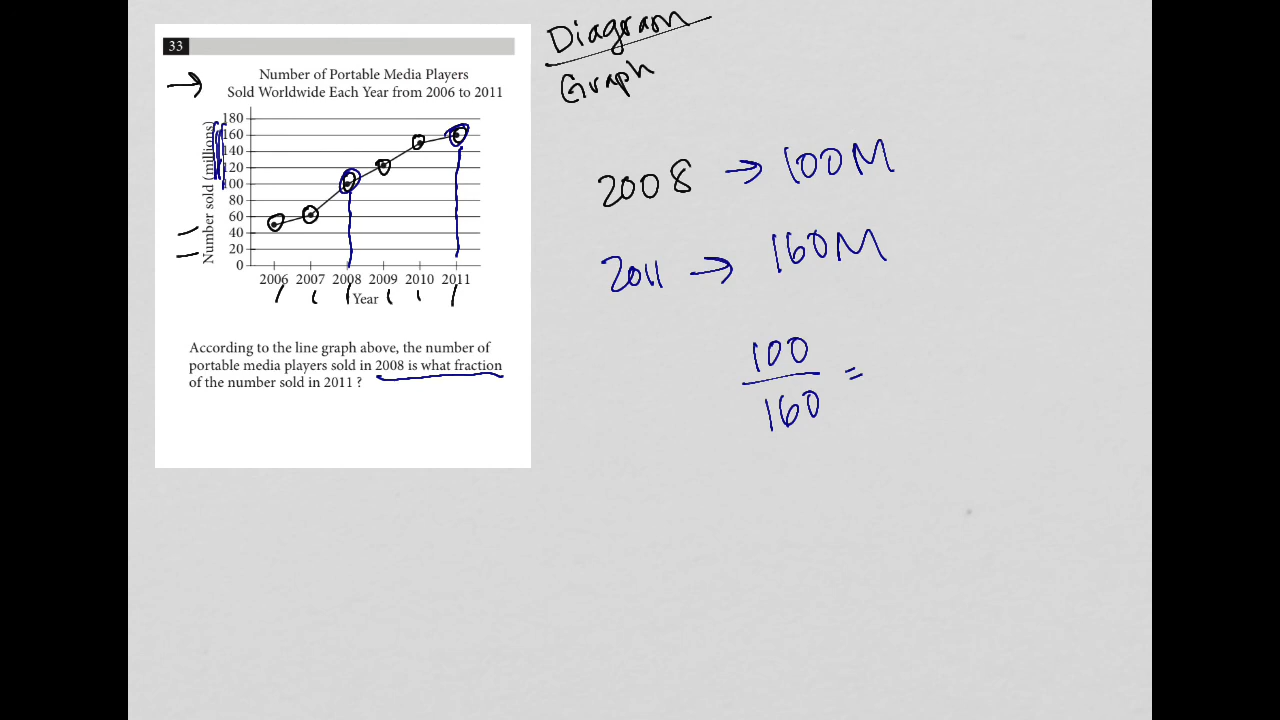 33
Number of Portable Media Players
Sold Worldwide Each Year from 2006 to 2011
Number sold (millions)
180
160
140
120
100
80
60
40
20
0
2006 2007 2008 2009 2010 2011
Year
According to the line graph above, the number of
portable media players sold in 2008 is what fraction
of the number sold in 2011 ?
Diagram
Graph
2008 → 100M
2011 → 160M
100
160 =